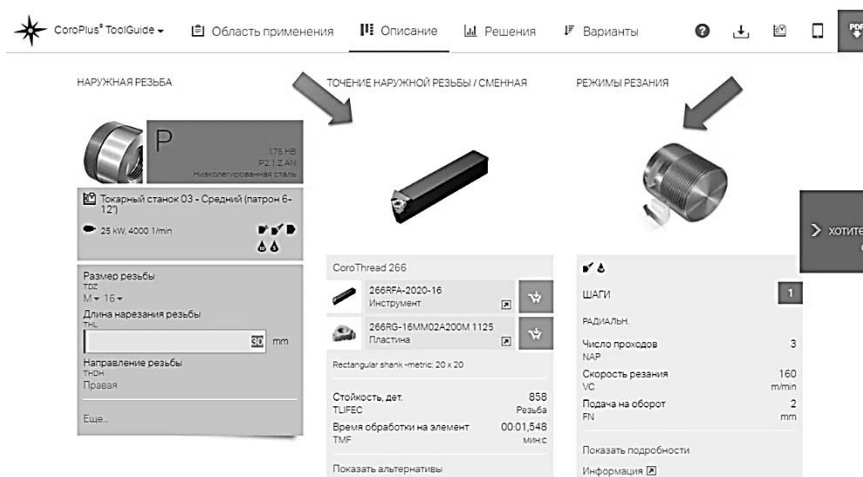 CoroPlus® ToolGuide
Область применения
Описание
Решения
Варианты
?
PDF
НАРУЖНАЯ РЕЗЬБА
P
175 HB
P2.1.Z.AN
Низколегированная сталь
Токарный станок 03 - Средний (патрон 6-
12")
25 kW, 4000 1/min
Размер резьбы
TDZ
M 16
Длина нарезания резьбы
THL
30 mm
Направление резьбы
THDH
Правая
Еще...
ТОЧЕНИЕ НАРУЖНОЙ РЕЗЬБЫ / СМЕННАЯ
CoroThread 266
266RFA-2020-16
Инструмент
266RG-16MM02A200M 1125
Пластина
Rectangular shank -metric: 20 x 20
Стойкость, дет. 858
TLIFEC Резьба
Время обработки на элемент 00:01,548
TMF мин:с
Показать альтернативы
РЕЖИМЫ РЕЗАНИЯ
ШАГИ 1
РАДИАЛЬН.
Число проходов 3
NAP
Скорость резания 160
VC m/min
Подача на оборот 2
FN mm
Показать подробности
Информация
хотите